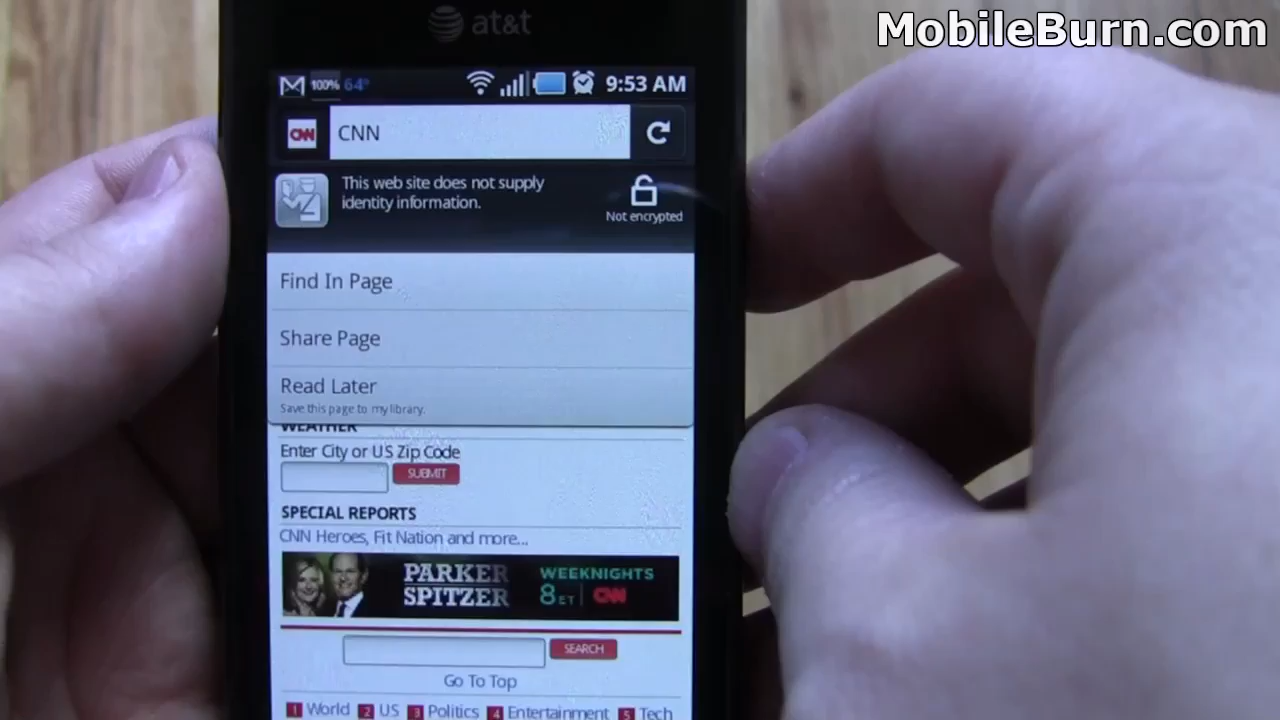 MobileBurn.com
at&t
100% 64° 9:53 AM
CNN CNN
This web site does not supply
identity information.
Not encrypted
Find In Page
Share Page
Read Later
Save this page to my library.
WEATHER
Enter City or US Zip Code
SUBMIT
SPECIAL REPORTS
CNN Heroes, Fit Nation and more...
PARKER WEEKNIGHTS
SPITZER 8 ET CNN
SEARCH
Go To Top
1 World 2 US 3 Politics 4 Entertainment 5 Tech